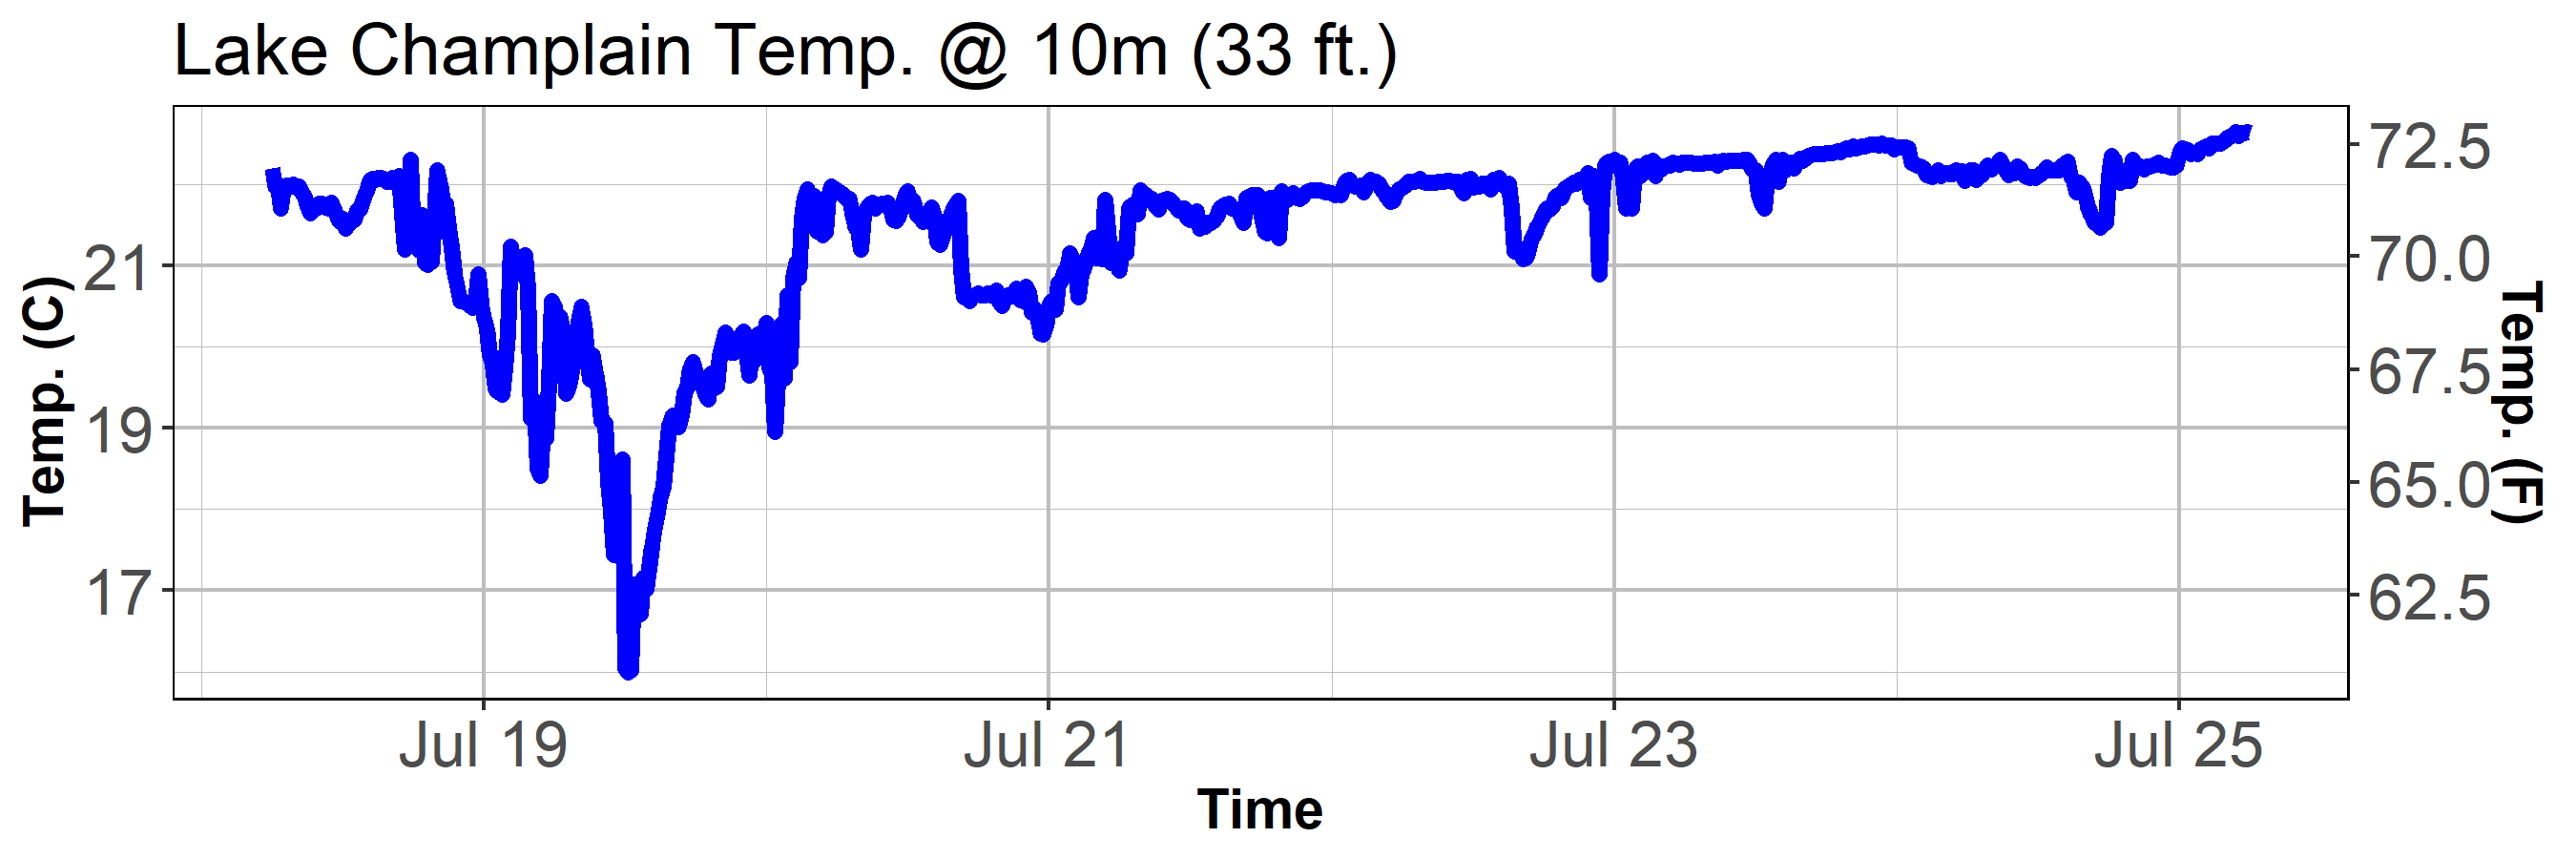 Lake Champlain Temp. @ 10m (33 ft.)
Temp. (C)
21
19
17
72.5
70.0
67.5
65.0
62.5
Temp. (F)
Jul 19 Jul 21 Jul 23 Jul 25
Time